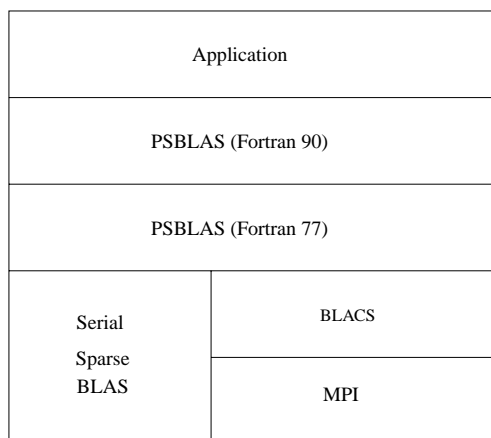 Application
PSBLAS (Fortran 90)
PSBLAS (Fortran 77)
Serial
Sparse
BLAS
BLACS
MPI